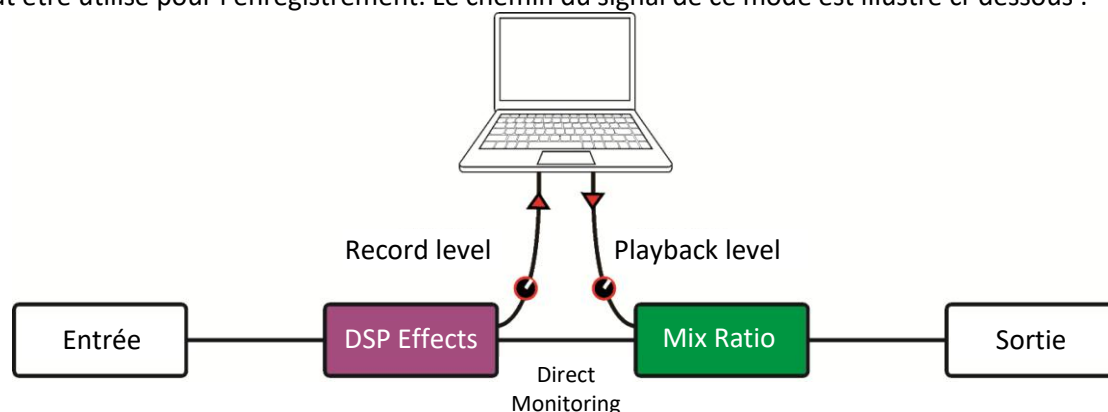 être utilisé pour l'enregistrement. Le chemin du signal de ce mode est illustré ci-dessous :
Record level
Playback level
Entrée
DSP Effects
Mix Ratio
Sortie
Direct
Monitoring